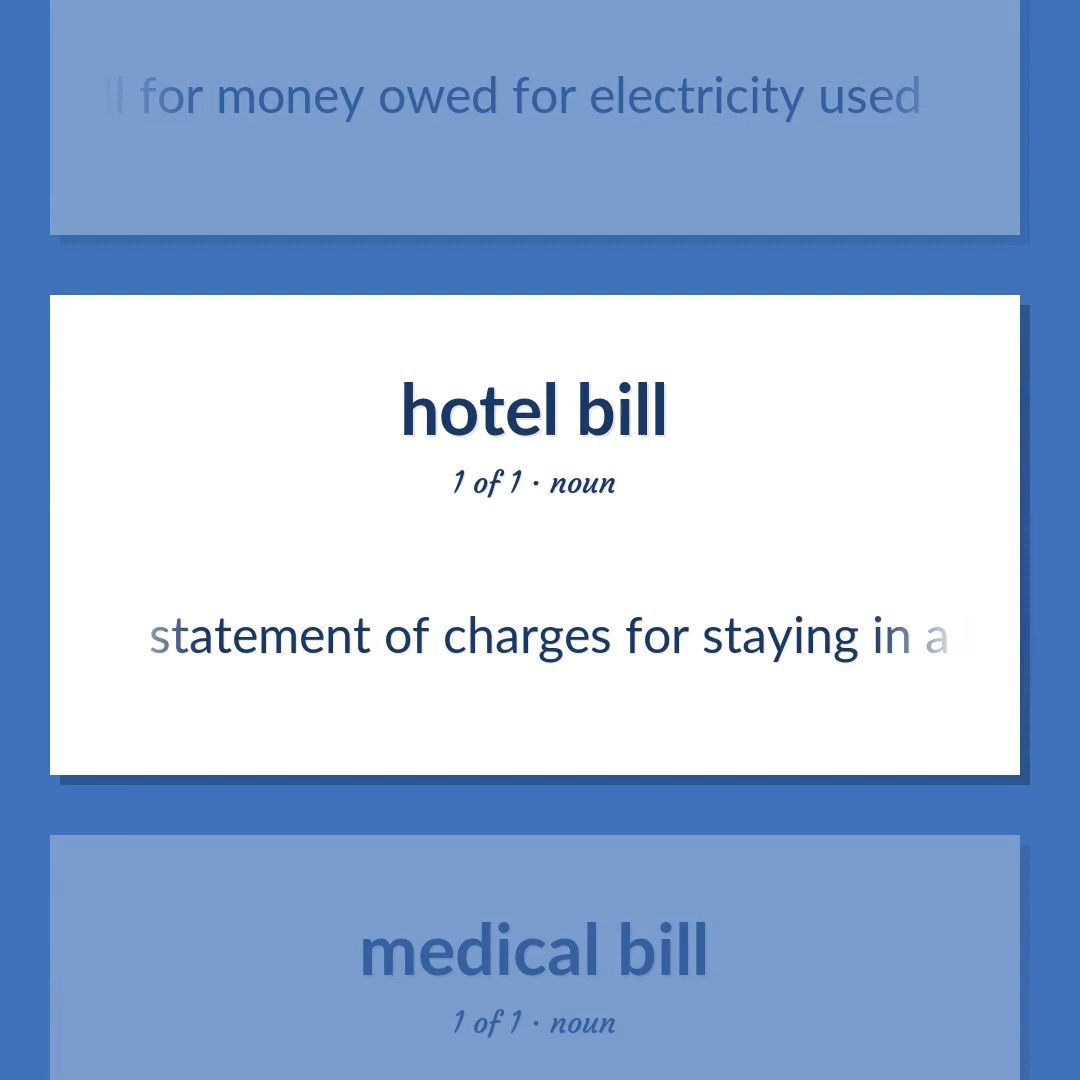 for money owed for electricity used
hotel bill
1 of 1 · noun
statement of charges for staying in a
medical bill
1 of 1 · noun